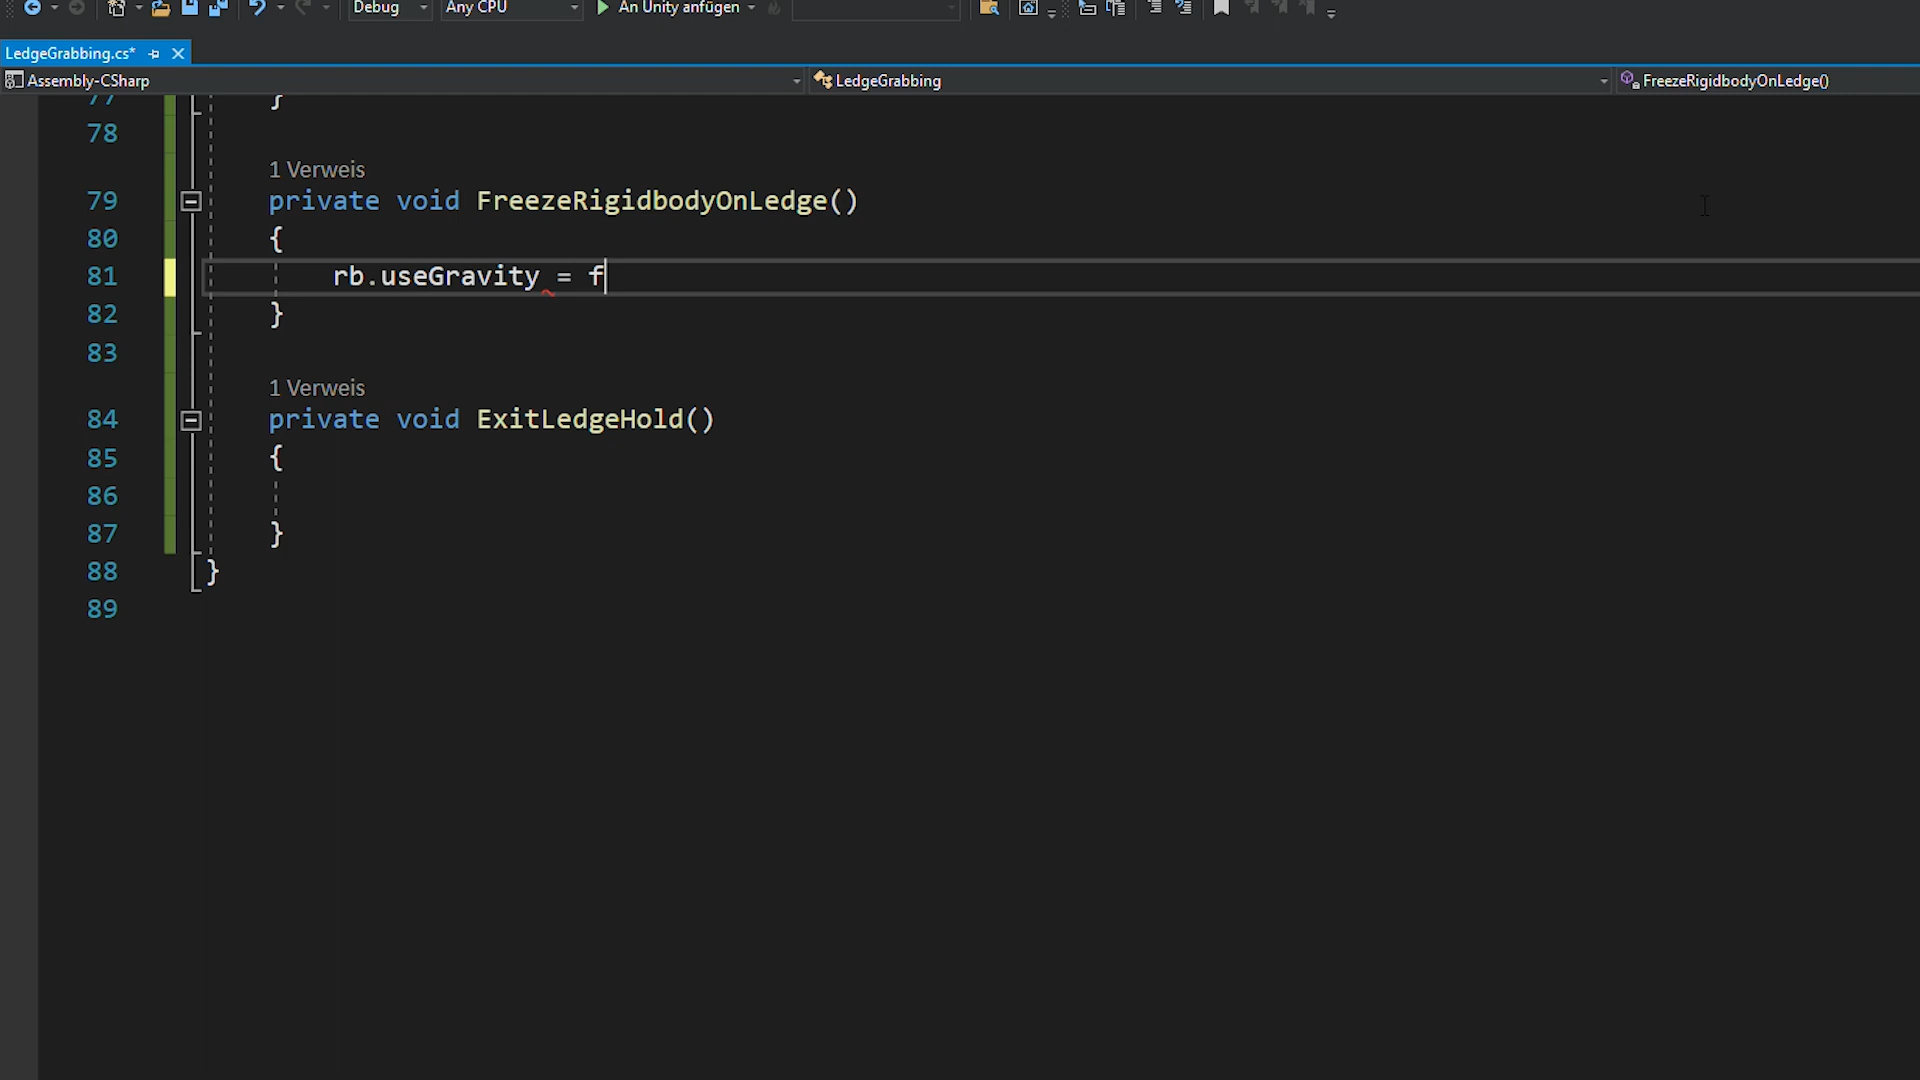 Debug Any CPU An Unity anfügen
LedgeGrabbing.cs*
Assembly-CSharp LedgeGrabbing FreezeRigidbodyOnLedge()
77 }
78
1 Verweis
79 private void FreezeRigidbodyOnLedge()
80 {
81 rb.useGravity = f
82 }
83
1 Verweis
84 private void ExitLedgeHold()
85 {
86
87 }
88 }
89